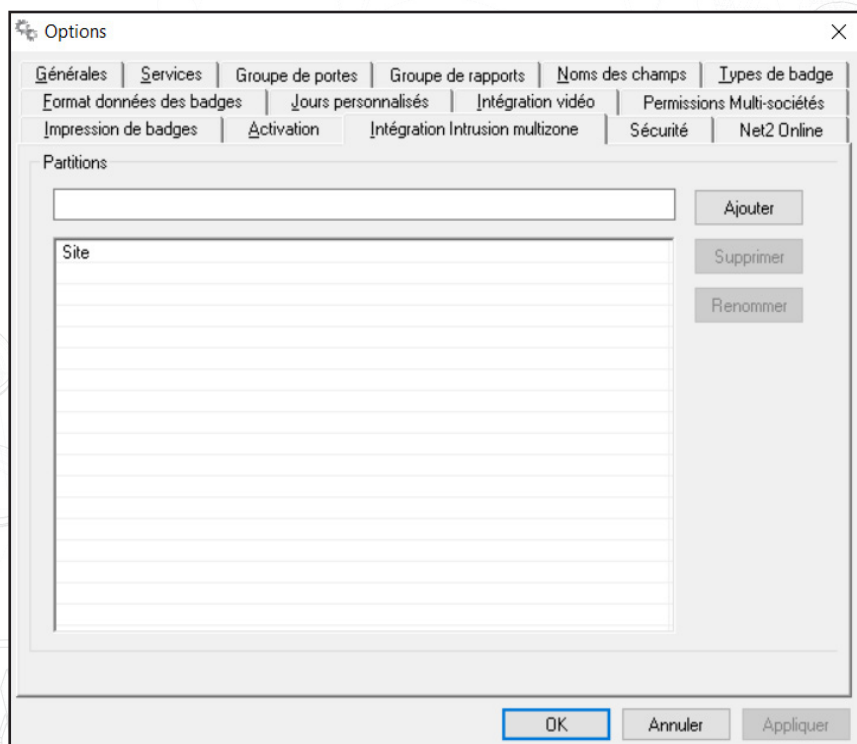 Options
Générales Services Groupe de portes Groupe de rapports Noms des champs Types de badge
Format données des badges Jours personnalisés Intégration vidéo Permissions Multi-sociétés
Impression de badges Activation Intégration Intrusion multizone Sécurité Net2 Online
Partitions
Ajouter
Site
Supprimer
Renommer
OK Annuler Appliquer